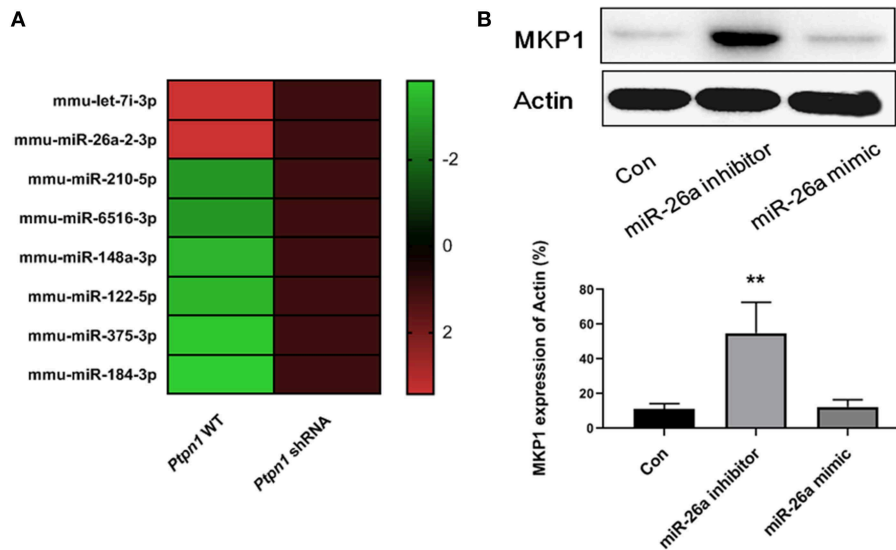 A
mmu-let-7i-3p
mmu-miR-26a-2-3p
mmu-miR-210-5p
mmu-miR-6516-3p
mmu-miR-148a-3p
mmu-miR-122-5p
mmu-miR-375-3p
mmu-miR-184-3p
Ptpn1 WT
Ptpn1 shRNA
-2
0
2
B
MKP1
Actin
Con
miR-26a inhibitor
miR-26a mimic
MKP1 expression of Actin (%)
80
60
40
20
0
**
Con
miR-26a inhibitor
miR-26a mimic